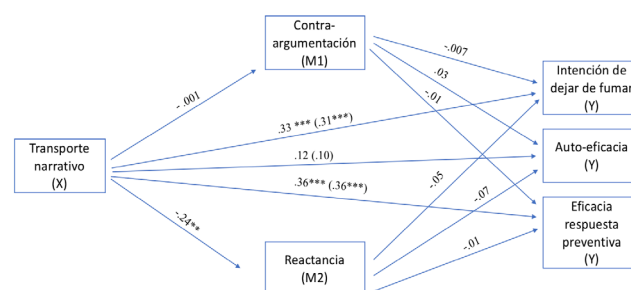 Contra-
argumentación
(M1)
-.007
.03
-.01
Intención de
dejar de fumar
(Y)
- .001
.33 *** (.31***)
Transporte
narrativo
(X)
.12 (.10)
Auto-eficacia
(Y)
.36*** (.36***)
-.05
-.07
Eficacia
respuesta
preventiva
(Y)
-.24**
-.01
Reactancia
(M2)